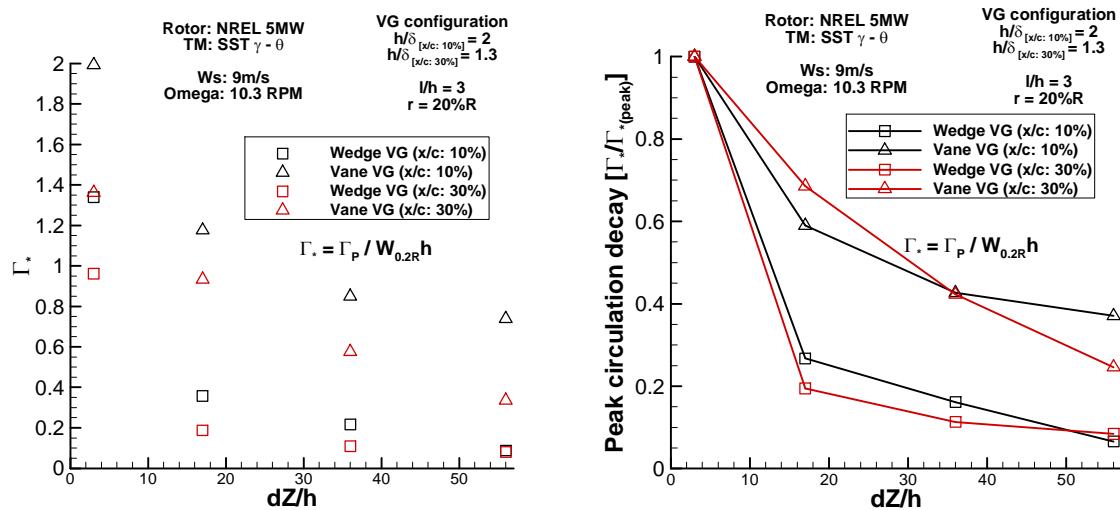 Rotor: NREL 5MW
TM: SST γ - θ
Ws: 9m/s
Omega: 10.3 RPM
VG configuration
h/δ [x/c: 10%] = 2
h/δ [x/c: 30%] = 1.3
l/h = 3
r = 20%R
Wedge VG (x/c: 10%)
Vane VG (x/c: 10%)
Wedge VG (x/c: 30%)
Vane VG (x/c: 30%)
Γ* = ΓP / W0.2Rh
Γ*
2
1.8
1.6
1.4
1.2
1
0.8
0.6
0.4
0.2
0
0 10 20 30 40 50
dZ/h
Rotor: NREL 5MW
TM: SST γ - θ
Ws: 9m/s
Omega: 10.3 RPM
VG configuration
h/δ [x/c: 10%] = 2
h/δ [x/c: 30%] = 1.3
l/h = 3
r = 20%R
Wedge VG (x/c: 10%)
Vane VG (x/c: 10%)
Wedge VG (x/c: 30%)
Vane VG (x/c: 30%)
Γ* = ΓP / W0.2Rh
Peak circulation decay [Γ*/Γ*(peak)]
1
0.8
0.6
0.4
0.2
0
0 10 20 30 40 50
dZ/h